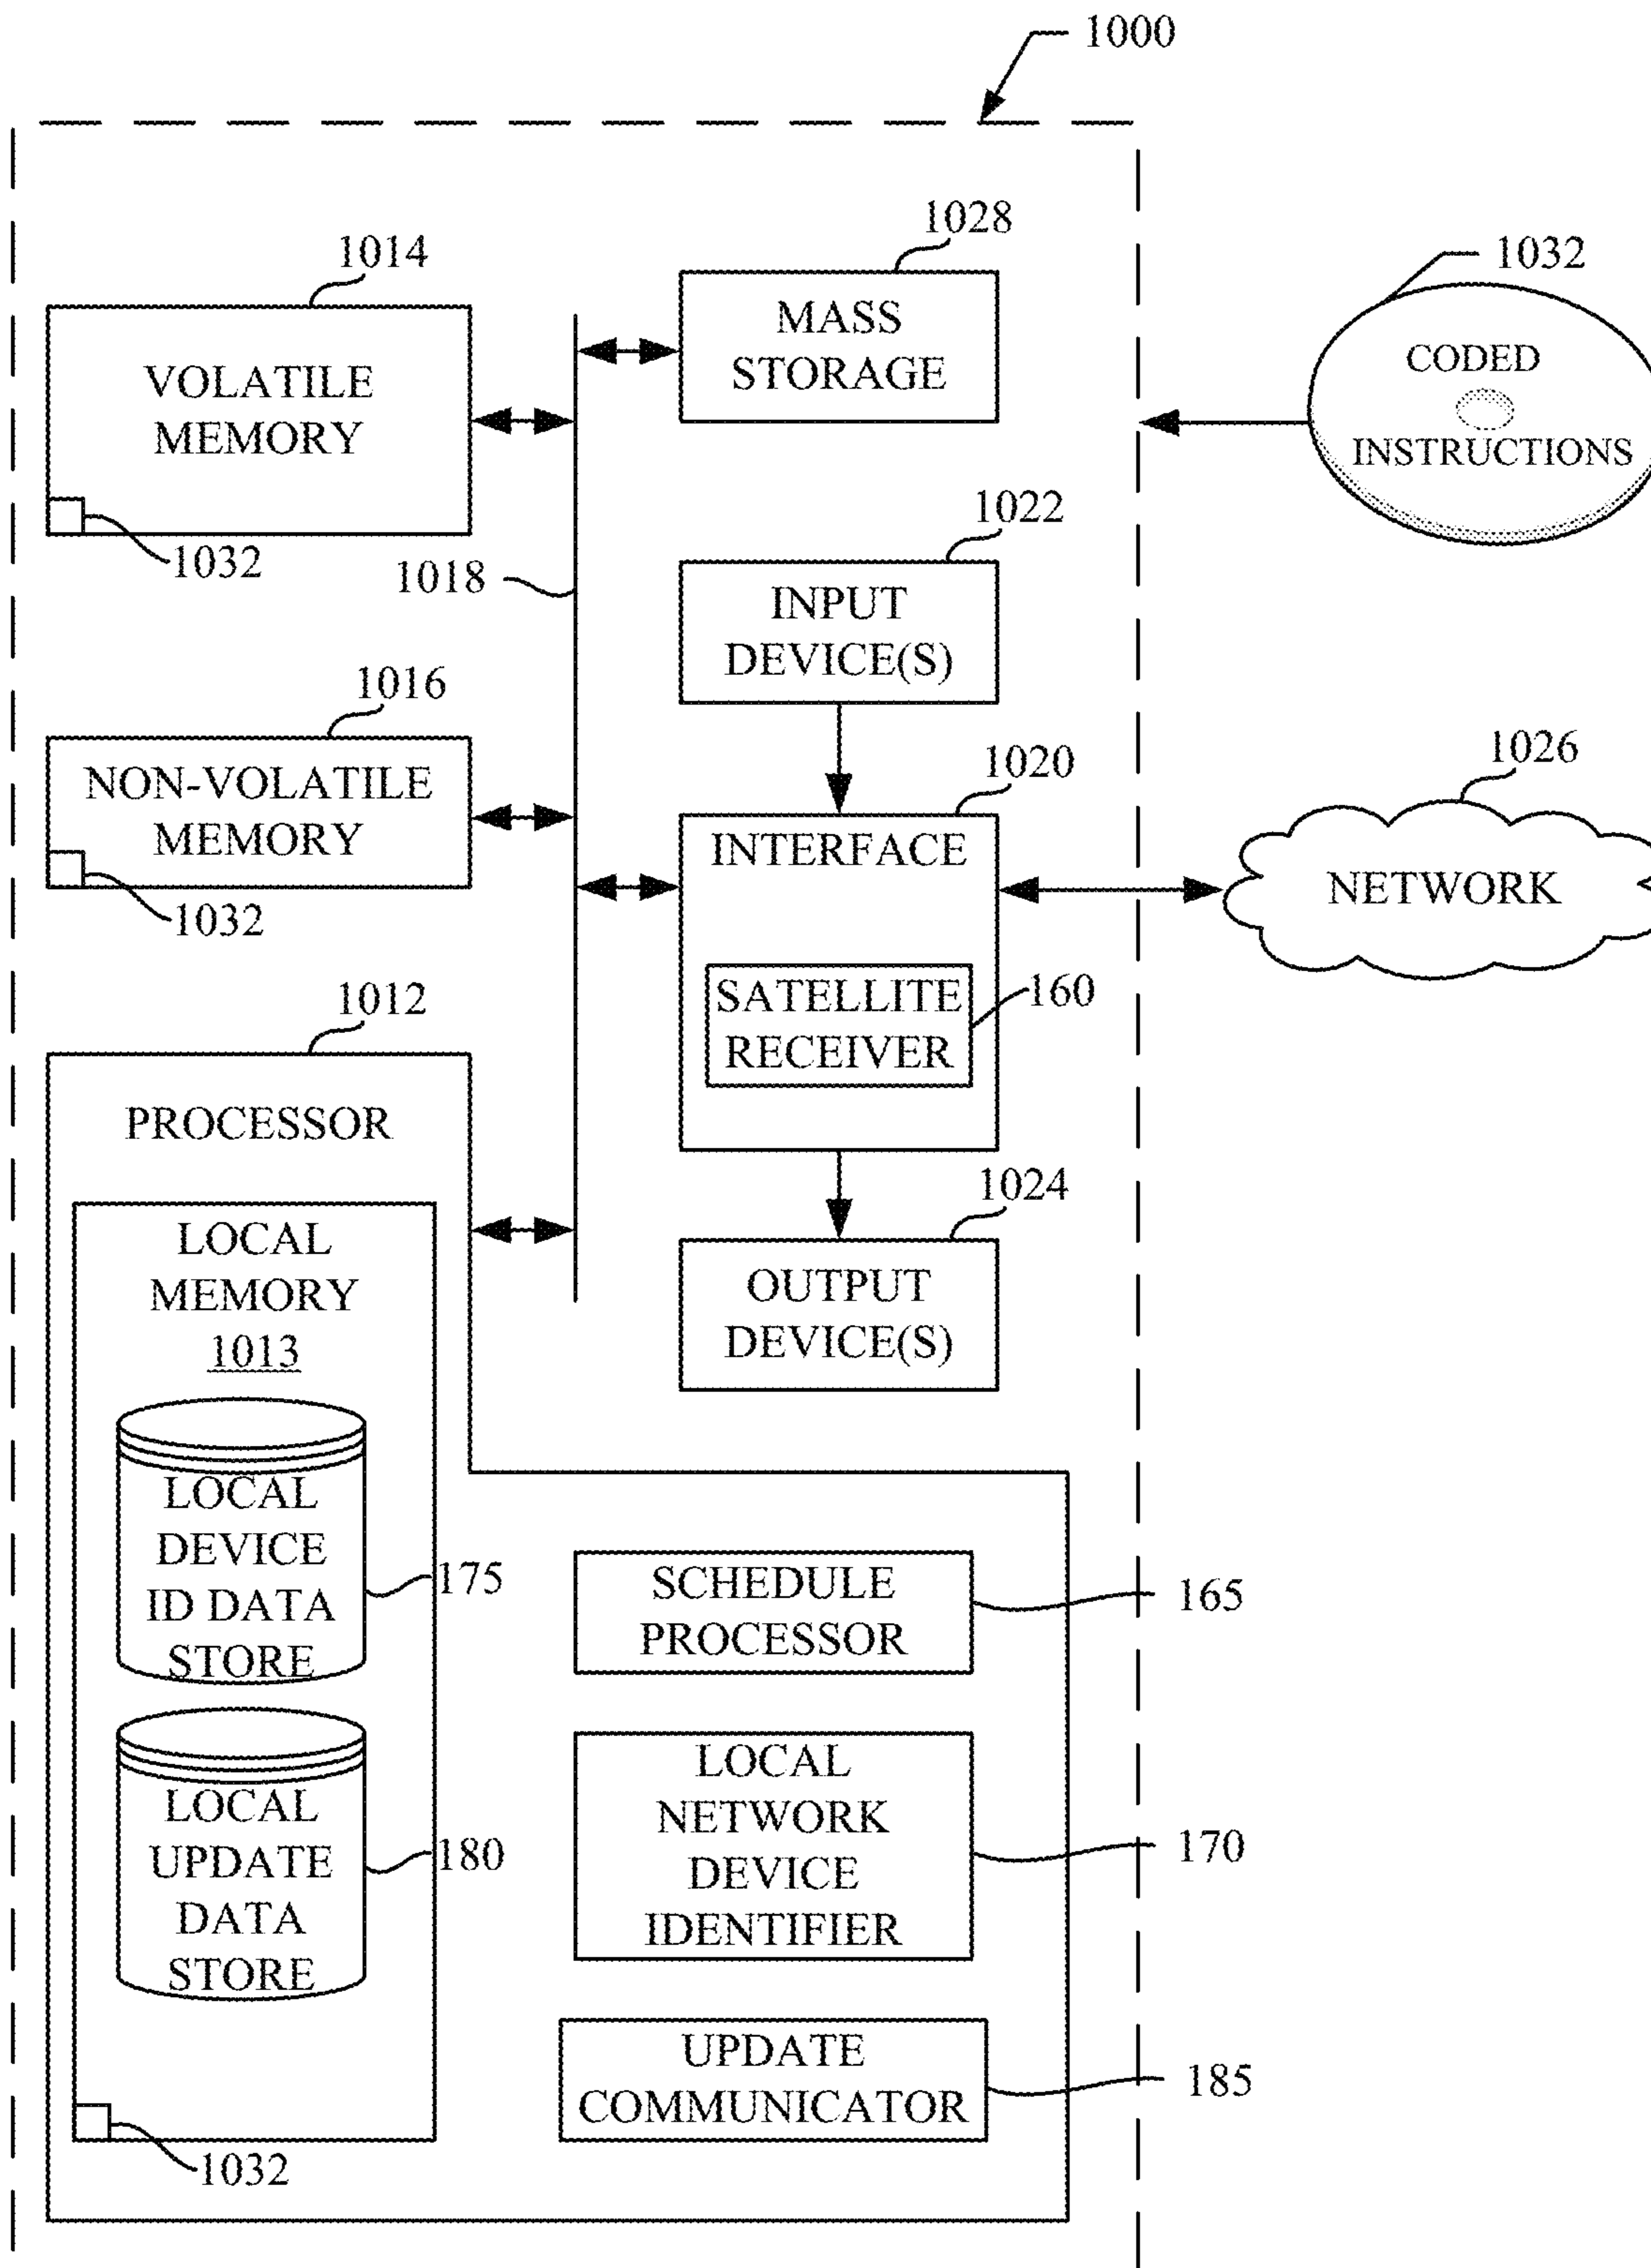 1000
1028
MASS
STORAGE
1014
VOLATILE
MEMORY
1032
1032
CODED
INSTRUCTIONS
1018
1022
INPUT
DEVICE(S)
1016
NON-VOLATILE
MEMORY
1032
1020
INTERFACE
SATELLITE
RECEIVER
160
1026
NETWORK
1012
PROCESSOR
1024
OUTPUT
DEVICE(S)
LOCAL
MEMORY
1013
LOCAL
DEVICE
ID DATA
STORE
175
LOCAL
UPDATE
DATA
STORE
180
1032
SCHEDULE
PROCESSOR
165
LOCAL
NETWORK
DEVICE
IDENTIFIER
170
UPDATE
COMMUNICATOR
185